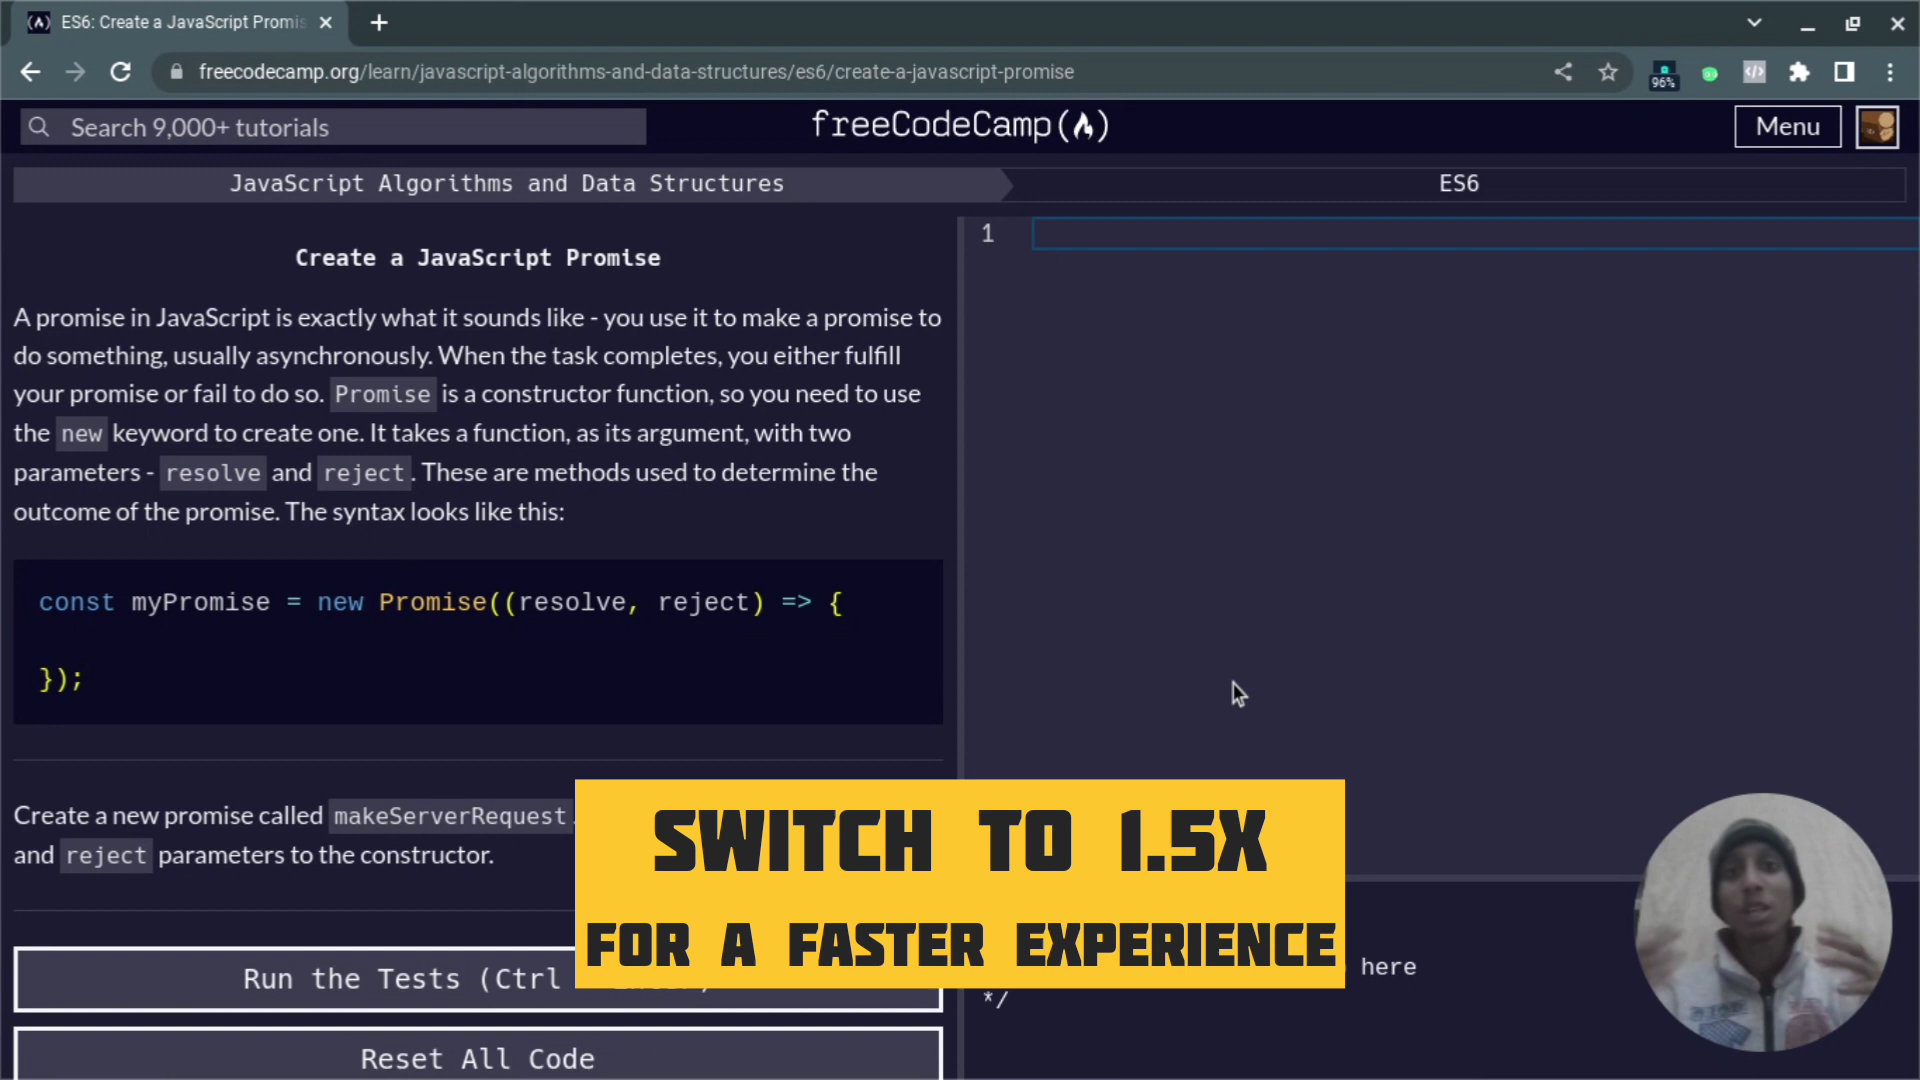 ES6: Create a JavaScript Promis
freecodecamp.org/learn/javascript-algorithms-and-data-structures/es6/create-a-javascript-promise
96%
Search 9,000+ tutorials
freeCodeCamp
Menu
JavaScript Algorithms and Data Structures
ES6
Create a JavaScript Promise
A promise in JavaScript is exactly what it sounds like - you use it to make a promise to
do something, usually asynchronously. When the task completes, you either fulfill
your promise or fail to do so. Promise is a constructor function, so you need to use
the new keyword to create one. It takes a function, as its argument, with two
parameters - resolve and reject. These are methods used to determine the
outcome of the promise. The syntax looks like this:
const myPromise = new Promise((resolve, reject) => {
});
Create a new promise called makeServerRequest.
and reject parameters to the constructor.
Run the Tests (Ctrl
Reset All Code
1
here
*/
SWITCH TO 1.5X
FOR A FASTER EXPERIENCE